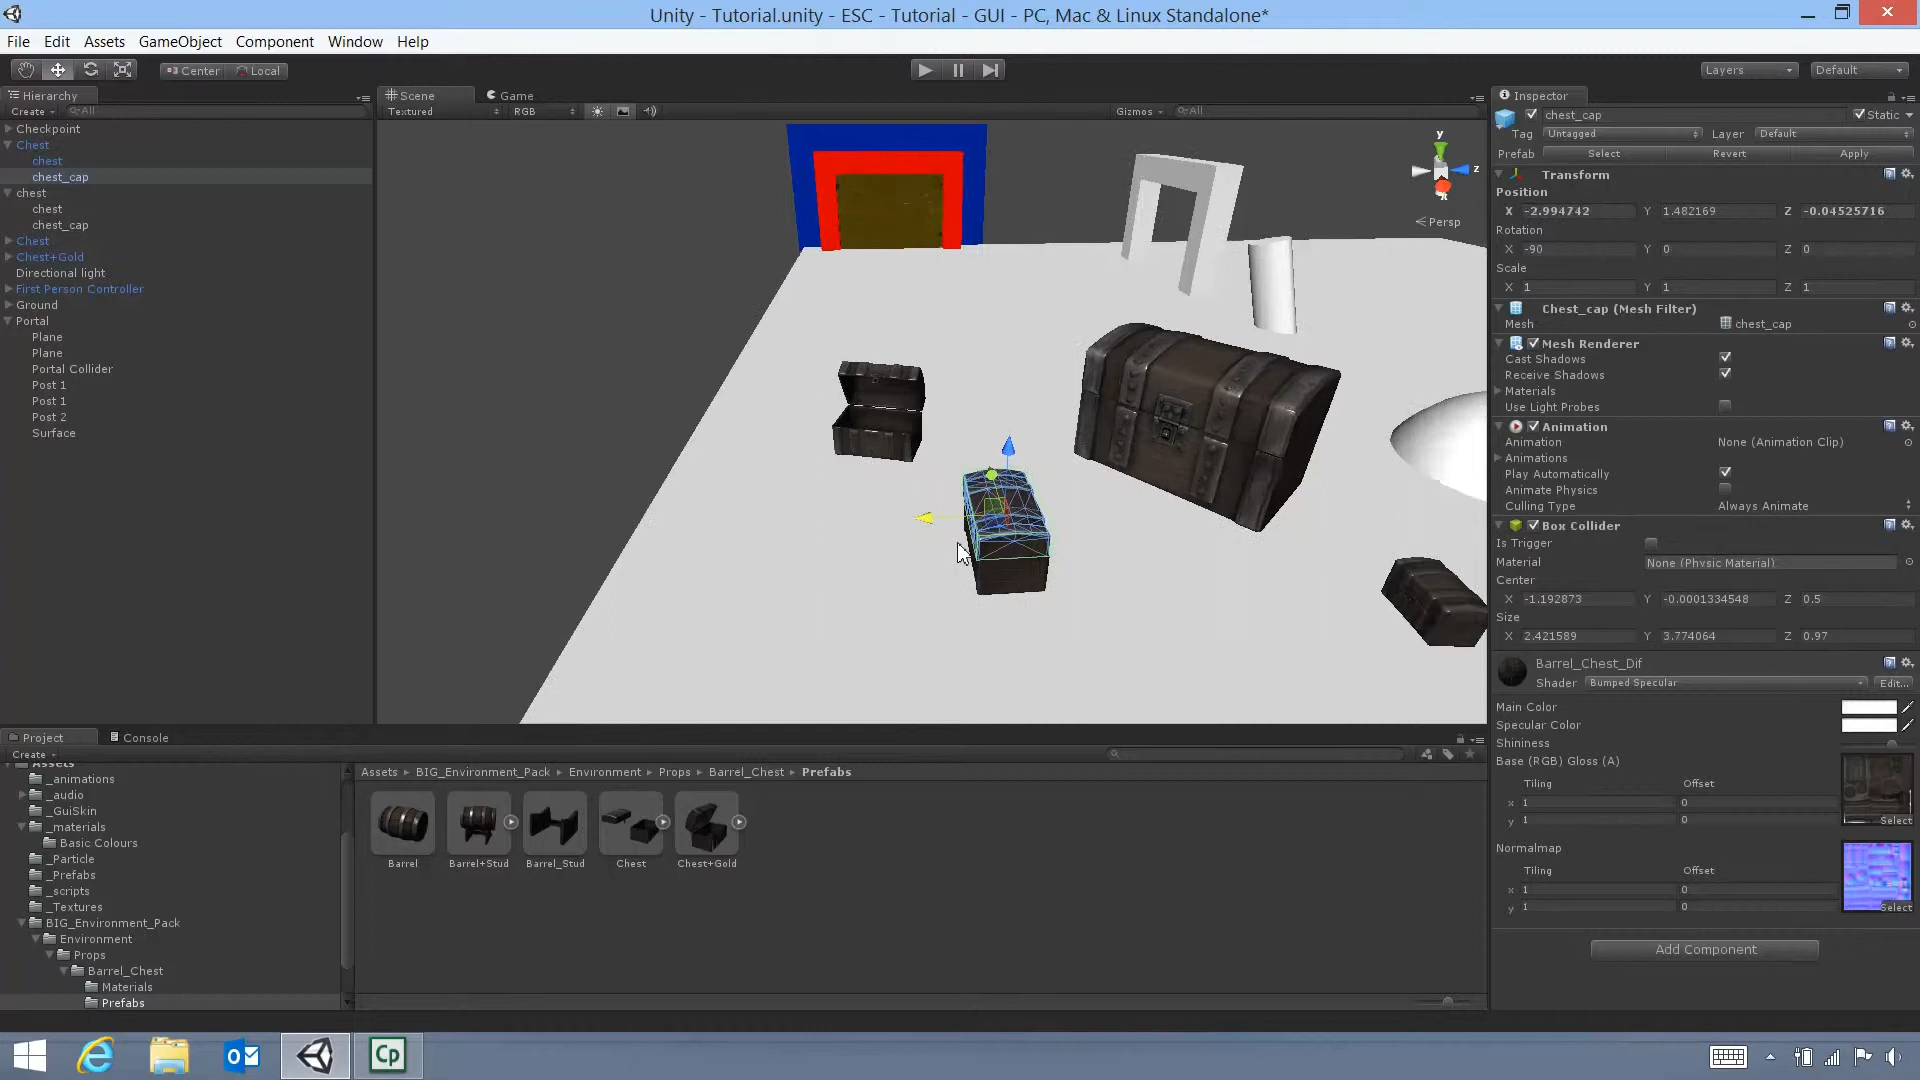 Unity - Tutorial.unity - ESC - Tutorial - GUI - PC, Mac & Linux Standalone*
File Edit Assets GameObject Component Window Help
Center Local
Layers Default
Hierarchy
Create All
Checkpoint
Chest
chest
chest_cap
chest
chest
chest_cap
Chest
Chest+Gold
Directional light
First Person Controller
Ground
Portal
Plane
Plane
Portal Collider
Post 1
Post 1
Post 2
Surface
Scene Game
Textured RGB Gizmos All
y
z
x
Persp
Inspector
chest_cap Static
Tag Untagged Layer Default
Prefab Select Revert Apply
Transform
Position
X -2.994742 Y 1.482169 Z -0.04525716
Rotation
X -90 Y 0 Z 0
Scale
X 1 Y 1 Z 1
Chest_cap (Mesh Filter)
Mesh chest_cap
Mesh Renderer
Cast Shadows
Receive Shadows
Materials
Use Light Probes
Animation
Animation None (Animation Clip)
Animations
Play Automatically
Animate Physics
Culling Type Always Animate
Box Collider
Is Trigger
Material None (Physic Material)
Center
X -1.192873 Y -0.0001334548 Z 0.5
Size
X 2.421589 Y 3.774064 Z 0.97
Barrel_Chest_Dif
Shader Bumped Specular Edit...
Main Color
Specular Color
Shininess
Base (RGB) Gloss (A)
Tiling Offset
x 1 0
y 1 0
Select
Normalmap
Tiling Offset
x 1 0
y 1 0
Select
Add Component
Project Console
Create
Assets
_animations
_audio
_GuiSkin
_materials
Basic Colours
_Particle
_Prefabs
_scripts
_Textures
BIG_Environment_Pack
Environment
Props
Barrel_Chest
Materials
Prefabs
Assets BIG_Environment_Pack Environment Props Barrel_Chest Prefabs
Barrel Barrel+Stud Barrel_Stud Chest Chest+Gold
Cp